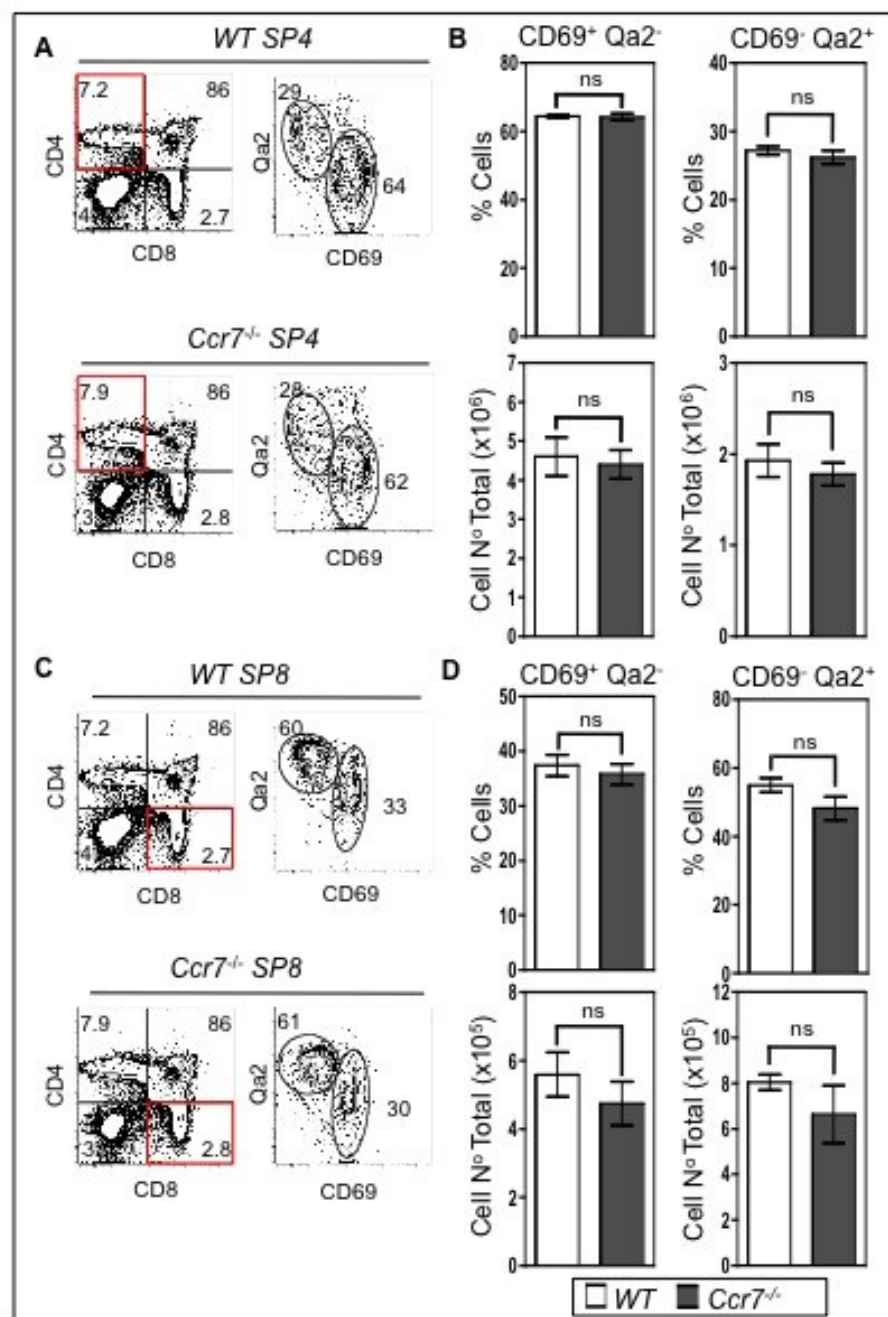 A
WT SP4
7.2
86
4
2.7
CD4
CD8
29
64
Qa2
CD69
Ccr7-/- SP4
7.9
86
3
2.8
CD4
CD8
28
62
Qa2
CD69
B
CD69+ Qa2-
ns
% Cells
80
60
40
20
0
CD69- Qa2+
ns
% Cells
40
30
20
10
0
ns
Cell Nº Total (x10⁶)
7
6
5
4
3
2
1
0
ns
Cell Nº Total (x10⁶)
3
2
1
0
C
WT SP8
7.2
86
4
2.7
CD4
CD8
60
33
Qa2
CD69
Ccr7-/- SP8
7.9
86
3
2.8
CD4
CD8
61
30
Qa2
CD69
D
CD69+ Qa2-
ns
% Cells
50
40
30
20
10
0
CD69- Qa2+
ns
% Cells
80
60
40
20
0
ns
Cell Nº Total (x10⁵)
8
6
4
2
0
ns
Cell Nº Total (x10⁵)
12
10
8
6
4
2
0
WT
Ccr7-/-